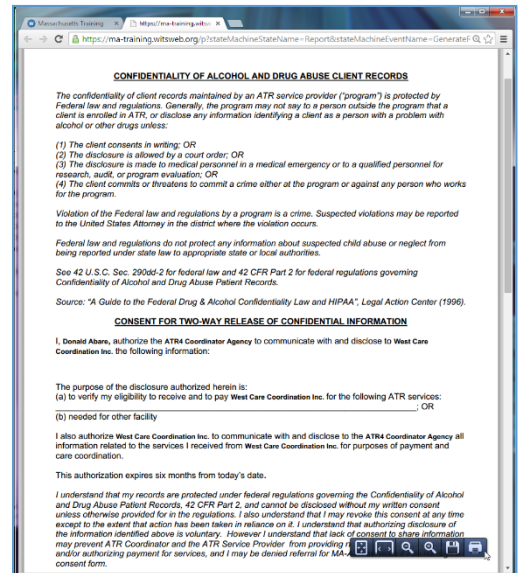 Massachusetts Training
https://ma-training.witsw
https://ma-training.witsweb.org/p?stateMachineStateName=Report&stateMachineEventName=GenerateF
CONFIDENTIALITY OF ALCOHOL AND DRUG ABUSE CLIENT RECORDS
The confidentiality of client records maintained by an ATR service provider ("program") is protected by
Federal law and regulations. Generally, the program may not say to a person outside the program that a
client is enrolled in ATR, or disclose any information identifying a client as a person with a problem with
alcohol or other drugs unless:
(1) The client consents in writing; OR
(2) The disclosure is allowed by a court order; OR
(3) The disclosure is made to medical personnel in a medical emergency or to a qualified personnel for
research, audit, or program evaluation; OR
(4) The client commits or threatens to commit a crime either at the program or against any person who works
for the program.
Violation of the Federal law and regulations by a program is a crime. Suspected violations may be reported
to the United States Attorney in the district where the violation occurs.
Federal law and regulations do not protect any information about suspected child abuse or neglect from
being reported under state law to appropriate state or local authorities.
See 42 U.S.C. Sec. 290dd-2 for federal law and 42 CFR Part 2 for federal regulations governing
Confidentiality of Alcohol and Drug Abuse Patient Records.
Source: "A Guide to the Federal Drug & Alcohol Confidentiality Law and HIPAA", Legal Action Center (1996).
CONSENT FOR TWO-WAY RELEASE OF CONFIDENTIAL INFORMATION
I, Donald Abare, authorize the ATR4 Coordinator Agency to communicate with and disclose to West Care
Coordination Inc. the following information:
The purpose of the disclosure authorized herein is:
(a) to verify my eligibility to receive and to pay West Care Coordination Inc. for the following ATR services:
; OR
(b) needed for other facility
I also authorize West Care Coordination Inc. to communicate with and disclose to the ATR4 Coordinator Agency all
information related to the services I received from West Care Coordination Inc. for purposes of payment and
care coordination.
This authorization expires six months from today's date.
I understand that my records are protected under federal regulations governing the Confidentiality of Alcohol
and Drug Abuse Patient Records, 42 CFR Part 2, and cannot be disclosed without my written consent
unless otherwise provided for in the regulations. I also understand that I may revoke this consent at any time
except to the extent that action has been taken in reliance on it. I understand that authorizing disclosure of
the information identified above is voluntary. However I understand that lack of consent to share information
may prevent ATR Coordinator and the ATR Service Provider from providing
and/or authorizing payment for services, and I may be denied referral for MA-A
consent form.